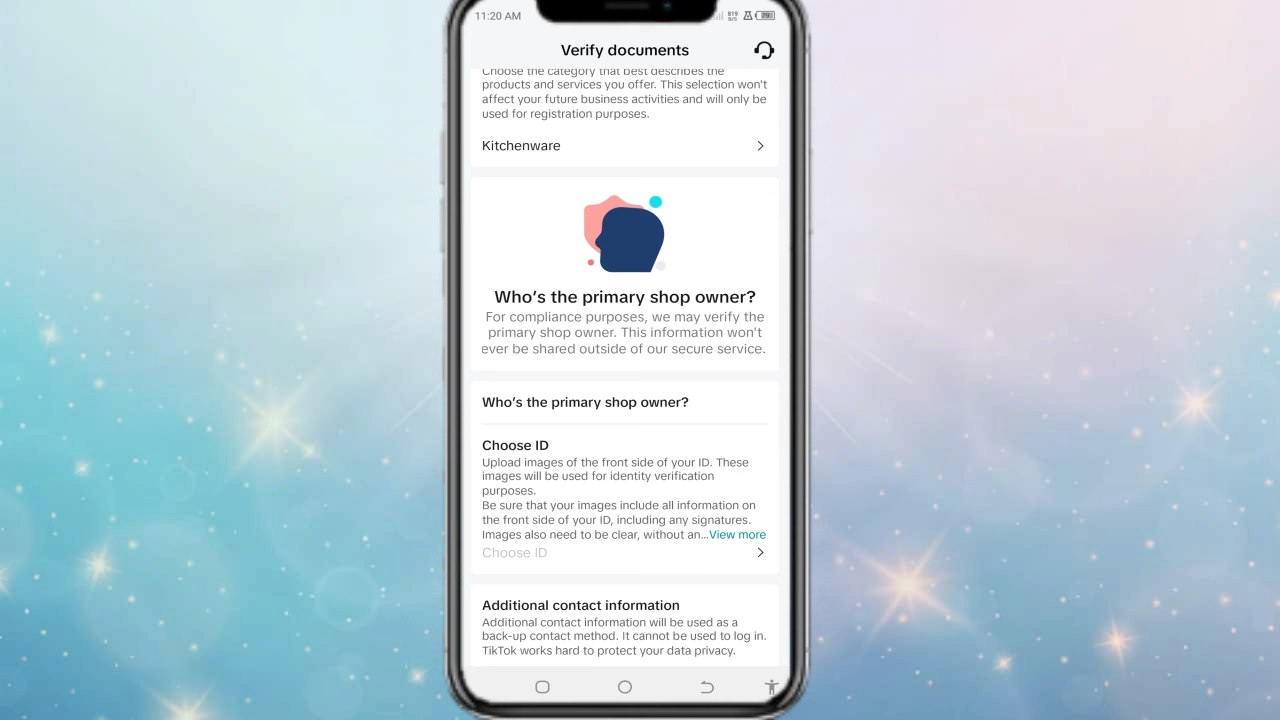 11:20 AM
819
B/S
79
Verify documents
Choose the category that best describes the
products and services you offer. This selection won't
affect your future business activities and will only be
used for registration purposes.
Kitchenware
Who's the primary shop owner?
For compliance purposes, we may verify the
primary shop owner. This information won't
ever be shared outside of our secure service.
Who's the primary shop owner?
Choose ID
Upload images of the front side of your ID. These
images will be used for identity verification
purposes.
Be sure that your images include all information on
the front side of your ID, including any signatures.
Images also need to be clear, without an...View more
Choose ID
Additional contact information
Additional contact information will be used as a
back-up contact method. It cannot be used to log in.
TikTok works hard to protect your data privacy.